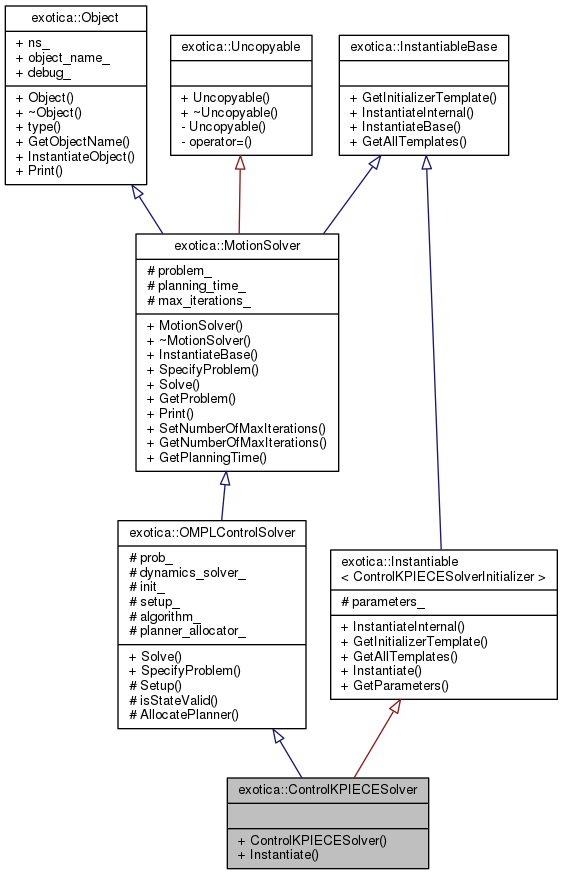 exotica::Object
+ ns_
+ object_name_
+ debug_
+ Object()
+ ~Object()
+ type()
+ GetObjectName()
+ InstantiateObject()
+ Print()
exotica::Uncopyable
+ Uncopyable()
+ ~Uncopyable()
- Uncopyable()
- operator=()
exotica::InstantiableBase
+ GetInitializerTemplate()
+ InstantiateInternal()
+ InstantiateBase()
+ GetAllTemplates()
exotica::MotionSolver
# problem_
# planning_time_
# max_iterations_
+ MotionSolver()
+ ~MotionSolver()
+ InstantiateBase()
+ SpecifyProblem()
+ Solve()
+ GetProblem()
+ Print()
+ SetNumberOfMaxIterations()
+ GetNumberOfMaxIterations()
+ GetPlanningTime()
exotica::OMPLControlSolver
# prob_
# dynamics_solver_
# init_
# setup_
# algorithm_
# planner_allocator_
+ Solve()
+ SpecifyProblem()
# Setup()
# isStateValid()
# AllocatePlanner()
exotica::Instantiable
< ControlKPIECESolverInitializer >
# parameters_
+ InstantiateInternal()
+ GetInitializerTemplate()
+ GetAllTemplates()
+ Instantiate()
+ GetParameters()
exotica::ControlKPIECESolver
+ ControlKPIECESolver()
+ Instantiate()